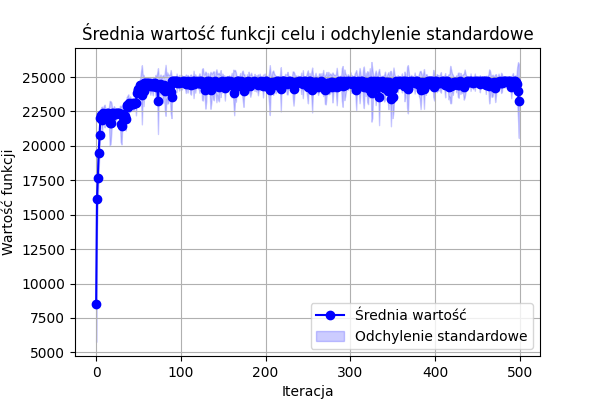 Średnia wartość funkcji celu i odchylenie standardowe
Wartość funkcji
25000
22500
20000
17500
15000
12500
10000
7500
5000
Średnia wartość
Odchylenie standardowe
0 100 200 300 400 500
Iteracja